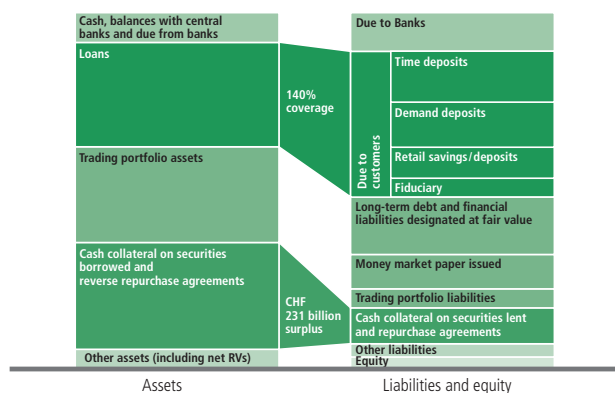 Cash, balances with central
banks and due from banks
Loans
Trading portfolio assets
Cash collateral on securities
borrowed and
reverse repurchase agreements
Other assets (including net RVs)
140%
coverage
CHF
231 billion
surplus
Due to Banks
Due to
customers
Time deposits
Demand deposits
Retail savings/deposits
Fiduciary
Long-term debt and financial
liabilities designated at fair value
Money market paper issued
Trading portfolio liabilities
Cash collateral on securities lent
and repurchase agreements
Other liabilities
Equity
Assets
Liabilities and equity